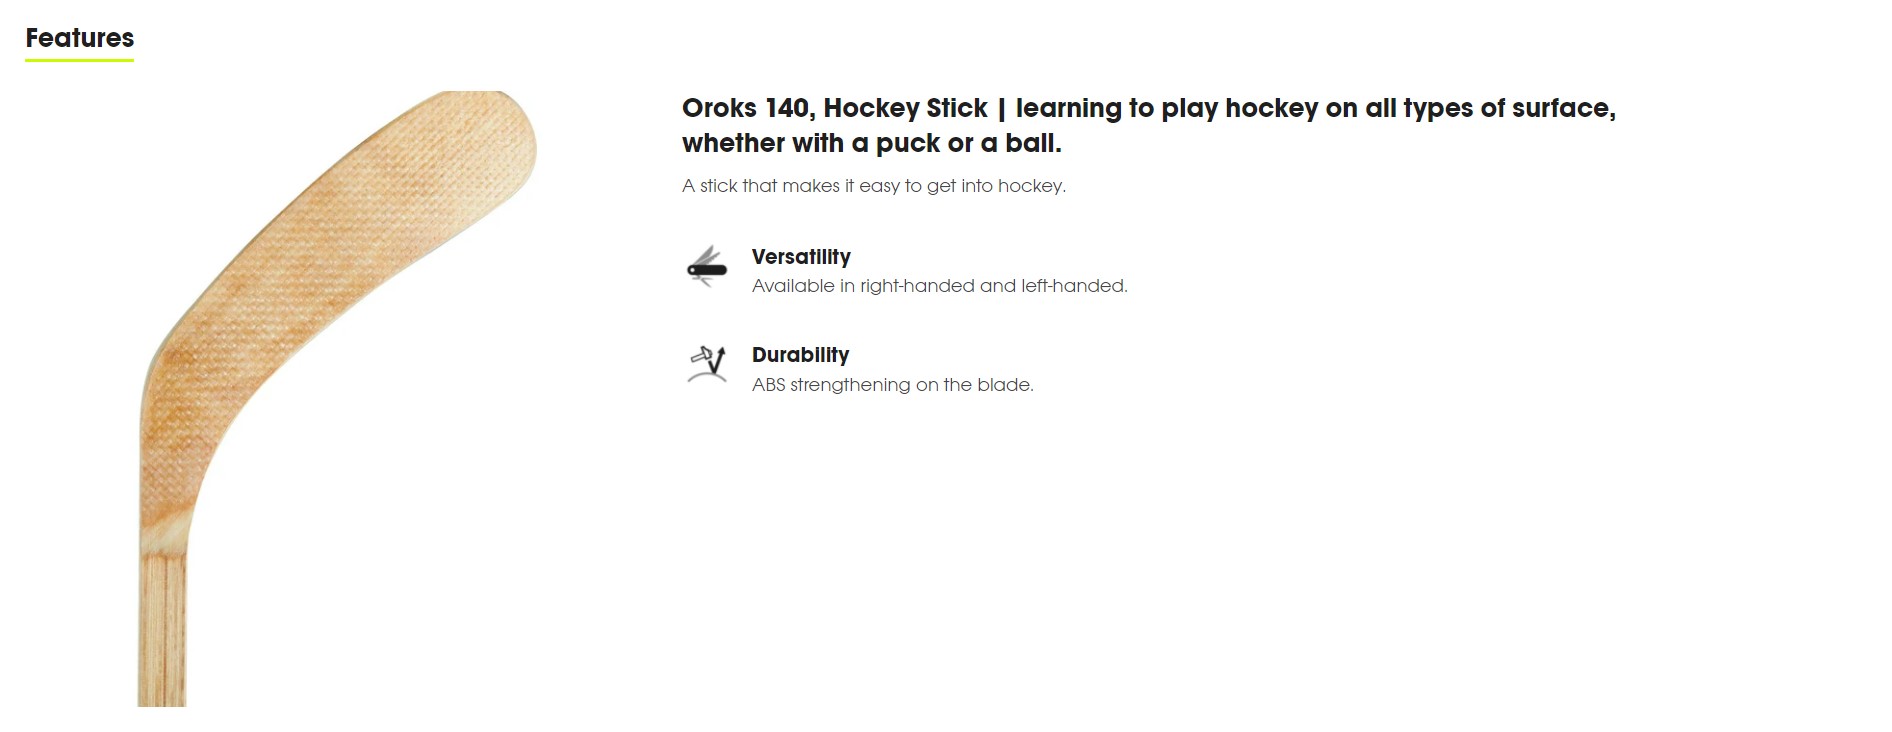 Features
Oroks 140, Hockey Stick | learning to play hockey on all types of surface,
whether with a puck or a ball.
A stick that makes it easy to get into hockey.
Versatility
Available in right-handed and left-handed.
Durability
ABS strengthening on the blade.